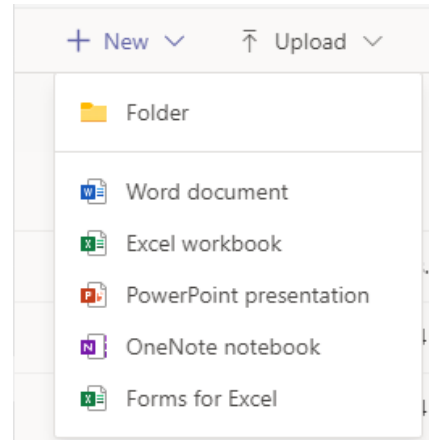 New Upload
Folder
Word document
Excel workbook
PowerPoint presentation
OneNote notebook
Forms for Excel